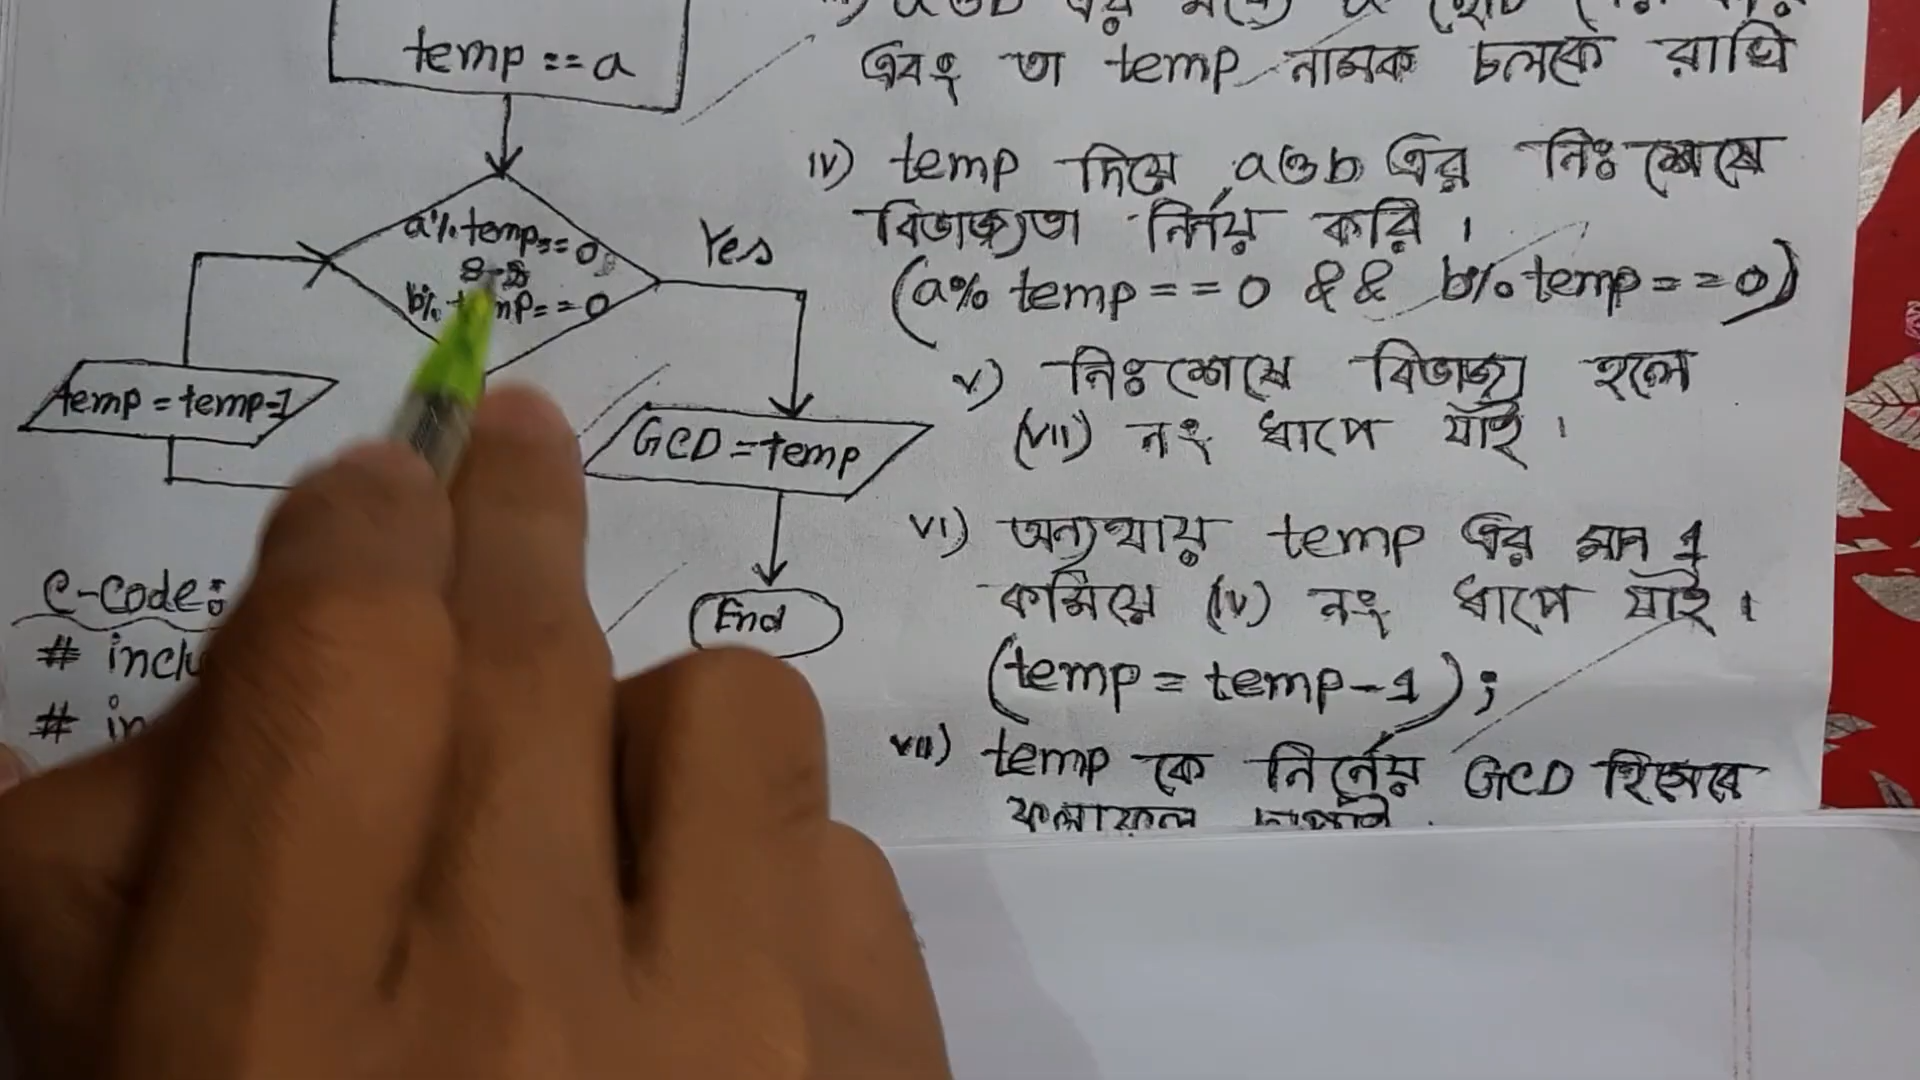 temp ==a
a%temp==0
&&
b% temp==0
Yes
temp = temp-1
GCD =temp
End
C-code:
#
#
এবং তা temp নামক চলকে রাখি
iv) temp দিয়ে a ও b এর নিঃশেষে
বিভাজ্যতা নির্ণয় করি।
(a% temp == 0 && b% temp == 0)
v) নিঃশেষে বিভাজ্য হলে
(vii) নং ধাপে যাই।
vi) অন্যথায় temp এর মান 1
কমিয়ে (iv) নং ধাপে যাই।
(temp = temp-1);
vii) temp কে নির্নেয় GCD হিসেবে
ফলাফল